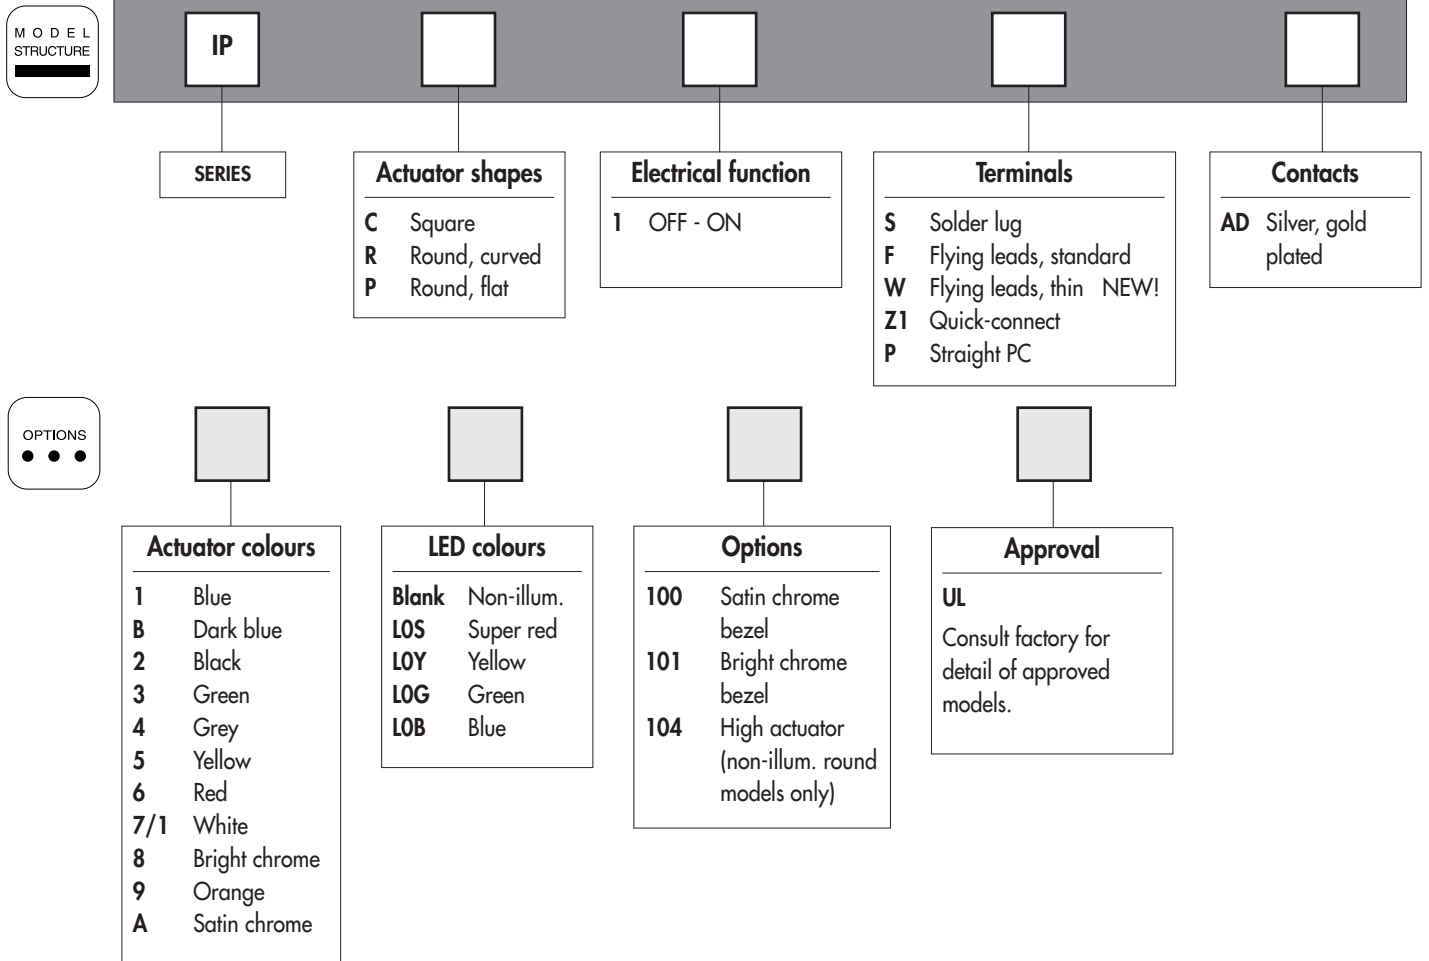 MODEL
STRUCTURE
IP
SERIES
Actuator shapes
C Square
R Round, curved
P Round, flat
Electrical function
1 OFF - ON
Terminals
S Solder lug
F Flying leads, standard
W Flying leads, thin NEW!
Z1 Quick-connect
P Straight PC
Contacts
AD Silver, gold
plated
OPTIONS
Actuator colours
1 Blue
B Dark blue
2 Black
3 Green
4 Grey
5 Yellow
6 Red
7/1 White
8 Bright chrome
9 Orange
A Satin chrome
LED colours
Blank Non-illum.
L0S Super red
L0Y Yellow
L0G Green
L0B Blue
Options
100 Satin chrome
bezel
101 Bright chrome
bezel
104 High actuator
(non-illum. round
models only)
Approval
UL
Consult factory for
detail of approved
models.